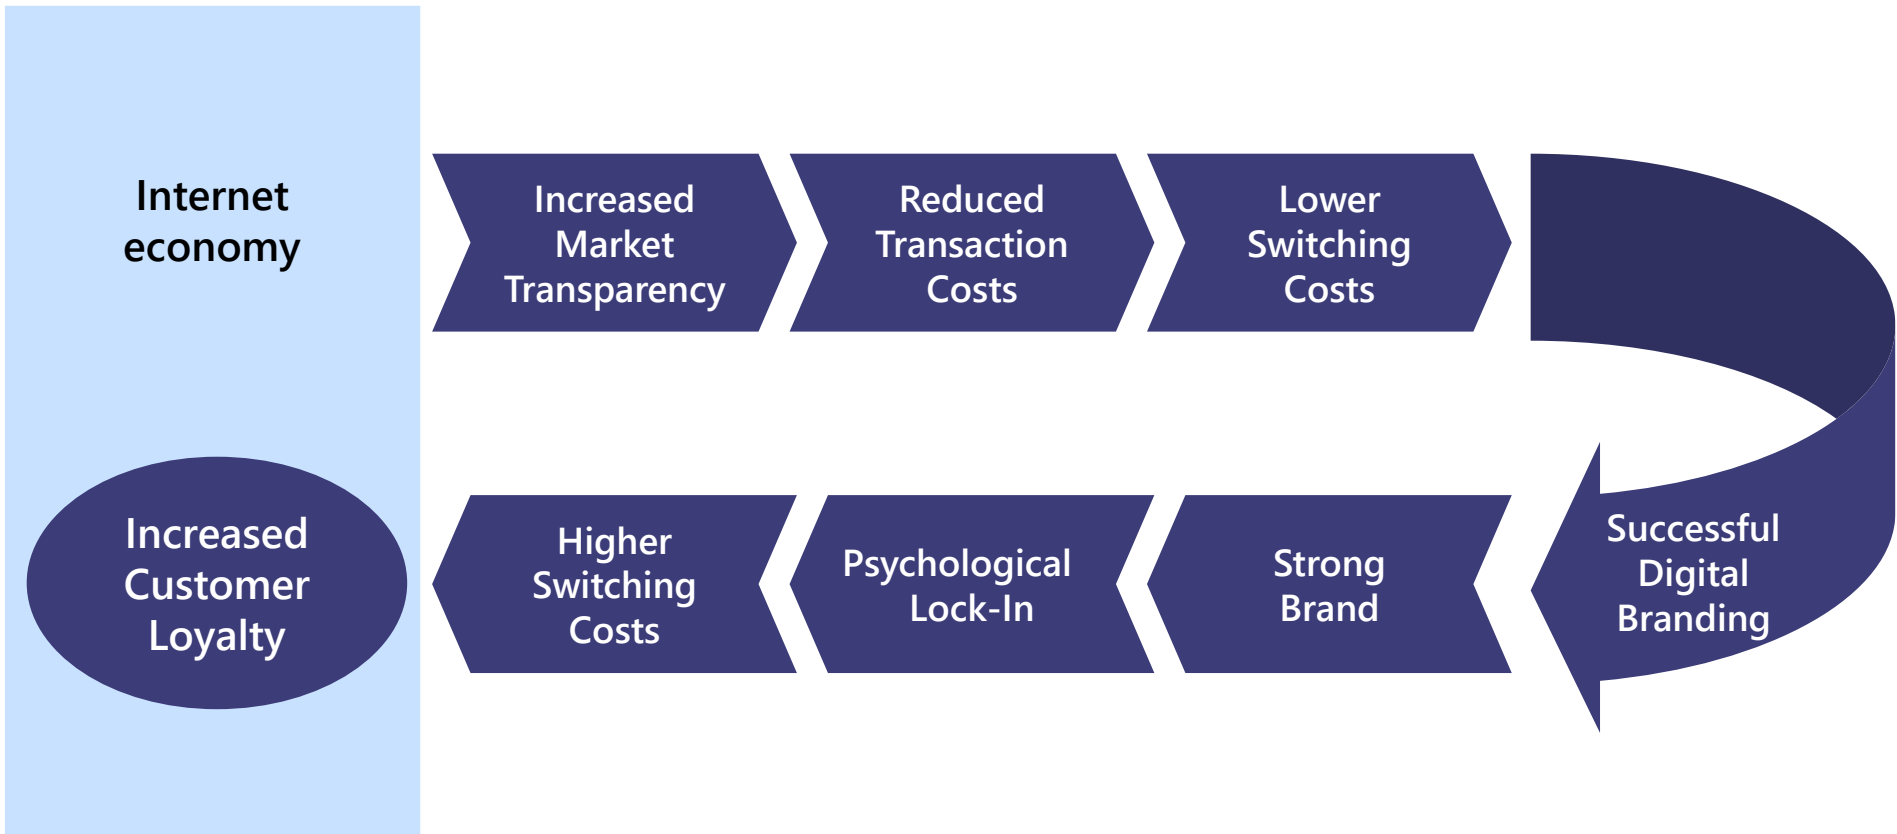 Internet
economy
Increased
Market
Transparency
Reduced
Transaction
Costs
Lower
Switching
Costs
Successful
Digital
Branding
Strong
Brand
Psychological
Lock-In
Higher
Switching
Costs
Increased
Customer
Loyalty